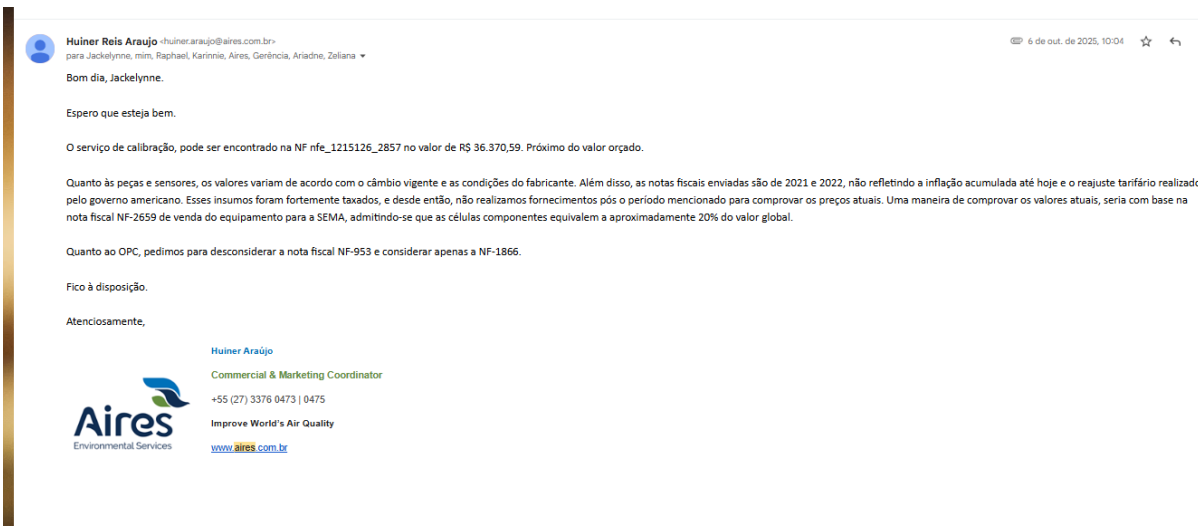 Huiner Reis Araujo <huiner.araujo@aires.com.br>
6 de out. de 2025, 10:04
para Jackelynne, mim, Raphael, Karinnie, Aires, Gerência, Ariadne, Zeliana
Bom dia, Jackelynne.
Espero que esteja bem.
O serviço de calibração, pode ser encontrado na NF nfe_1215126_2857 no valor de R$ 36.370,59. Próximo do valor orçado.
Quanto às peças e sensores, os valores variam de acordo com o câmbio vigente e as condições do fabricante. Além disso, as notas fiscais enviadas são de 2021 e 2022, não refletindo a inflação acumulada até hoje e o reajuste tarifário realizado
pelo governo americano. Esses insumos foram fortemente taxados, e desde então, não realizamos fornecimentos pós o período mencionado para comprovar os preços atuais. Uma maneira de comprovar os valores atuais, seria com base na
nota fiscal NF-2659 de venda do equipamento para a SEMA, admitindo-se que as células componentes equivalem a aproximadamente 20% do valor global.
Quanto ao OPC, pedimos para desconsiderar a nota fiscal NF-953 e considerar apenas a NF-1866.
Fico à disposição.
Atenciosamente,
Huiner Araújo
Commercial & Marketing Coordinator
+55 (27) 3376 0473 | 0475
Improve World's Air Quality
www.aires.com.br
Aires
Environmental Services